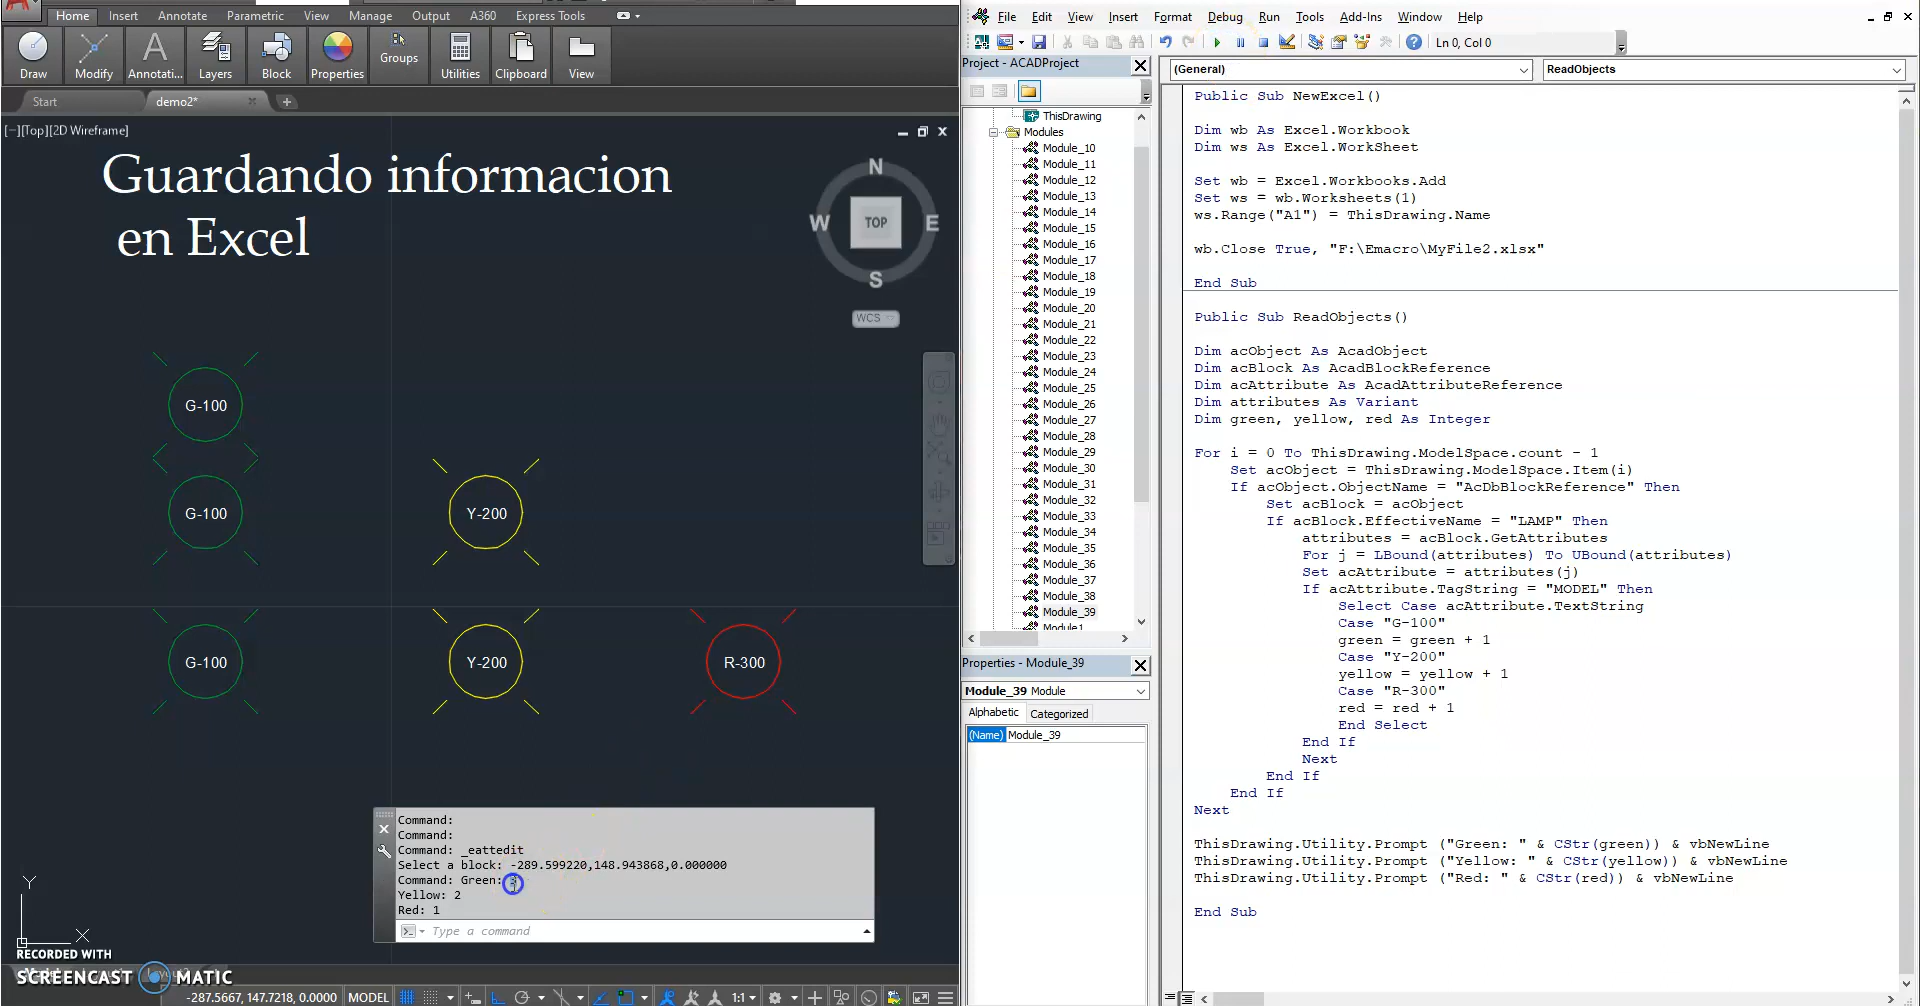 Home Insert Annotate Parametric View Manage Output A360 Express Tools
Draw Modify Annotati... Layers Block Properties Groups Utilities Clipboard View
Start demo2*
[−][Top][2D Wireframe]
Guardando informacion
en Excel
N
W TOP E
S
WCS
G-100
G-100 Y-200
G-100 Y-200 R-300
Command:
Command:
Command: _eattedit
Select a block: -289.599220,148.943868,0.000000
Command: Green:
Yellow: 2
Red: 1
Type a command
Y
X
RECORDED WITH
SCREENCAST MATIC
-287.5667, 147.7218, 0.0000 MODEL 1:1
File Edit View Insert Format Debug Run Tools Add-Ins Window Help
Ln 0, Col 0
Project - ACADProject
ThisDrawing
Modules
Module_10
Module_11
Module_12
Module_13
Module_14
Module_15
Module_16
Module_17
Module_18
Module_19
Module_20
Module_21
Module_22
Module_23
Module_24
Module_25
Module_26
Module_27
Module_28
Module_29
Module_30
Module_31
Module_32
Module_33
Module_34
Module_35
Module_36
Module_37
Module_38
Module_39
Module1
Properties - Module_39
Module_39 Module
Alphabetic Categorized
(Name) Module_39
(General) ReadObjects
Public Sub NewExcel()
Dim wb As Excel.Workbook
Dim ws As Excel.WorkSheet
Set wb = Excel.Workbooks.Add
Set ws = wb.Worksheets(1)
ws.Range("A1") = ThisDrawing.Name
wb.Close True, "F:\Emacro\MyFile2.xlsx"
End Sub
Public Sub ReadObjects()
Dim acObject As AcadObject
Dim acBlock As AcadBlockReference
Dim acAttribute As AcadAttributeReference
Dim attributes As Variant
Dim green, yellow, red As Integer
For i = 0 To ThisDrawing.ModelSpace.count - 1
Set acObject = ThisDrawing.ModelSpace.Item(i)
If acObject.ObjectName = "AcDbBlockReference" Then
Set acBlock = acObject
If acBlock.EffectiveName = "LAMP" Then
attributes = acBlock.GetAttributes
For j = LBound(attributes) To UBound(attributes)
Set acAttribute = attributes(j)
If acAttribute.TagString = "MODEL" Then
Select Case acAttribute.TextString
Case "G-100"
green = green + 1
Case "Y-200"
yellow = yellow + 1
Case "R-300"
red = red + 1
End Select
End If
Next
End If
End If
Next
ThisDrawing.Utility.Prompt ("Green: " & CStr(green)) & vbNewLine
ThisDrawing.Utility.Prompt ("Yellow: " & CStr(yellow)) & vbNewLine
ThisDrawing.Utility.Prompt ("Red: " & CStr(red)) & vbNewLine
End Sub